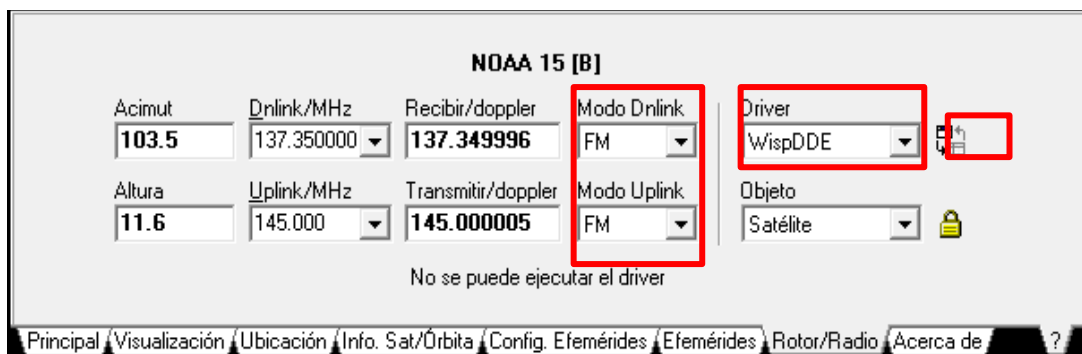 NOAA 15 [B]
Acimut Dnlink/MHz Recibir/doppler Modo Dnlink Driver
103.5 137.350000 137.349996 FM WispDDE
Altura Uplink/MHz Transmitir/doppler Modo Uplink Objeto
11.6 145.000 145.000005 FM Satélite
No se puede ejecutar el driver
Principal Visualización Ubicación Info. Sat/Órbita Config. Efemérides Efemérides Rotor/Radio Acerca de ?